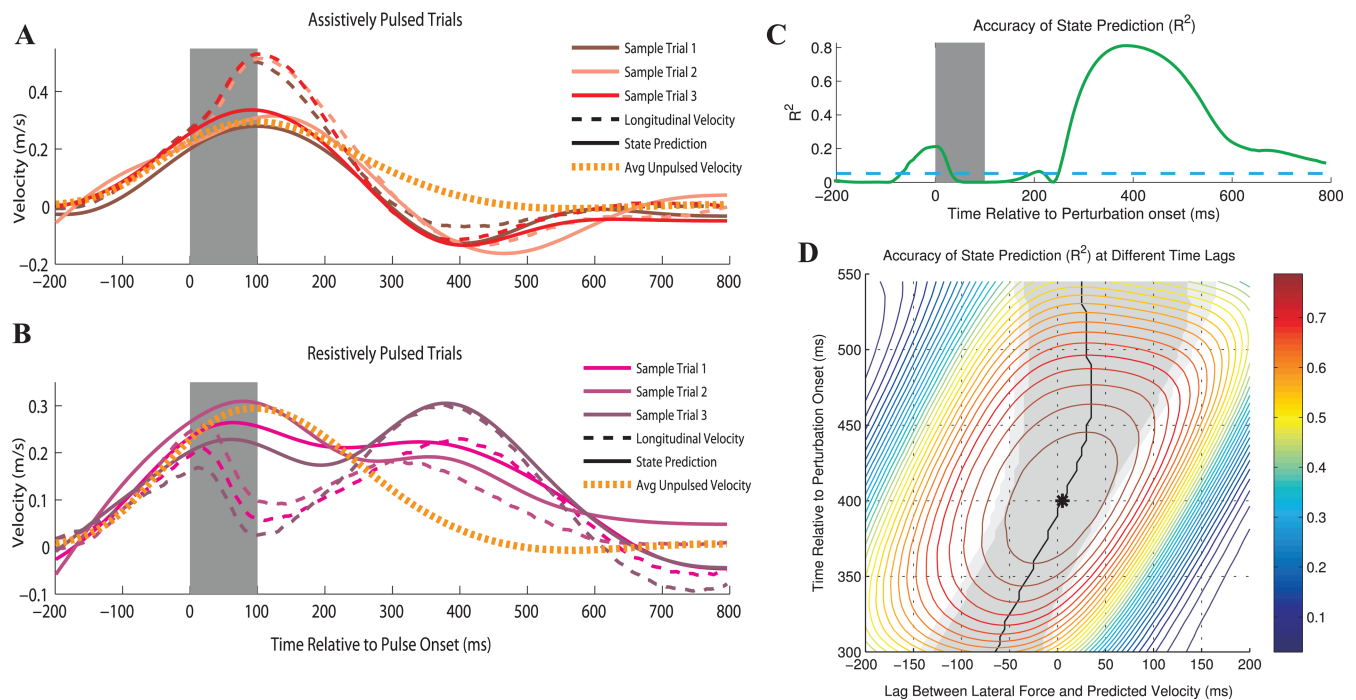 A
Assistively Pulsed Trials
Velocity (m/s)
0.4
0.2
0
−0.2
−200 −100 0 100 200 300 400 500 600 700 800
Sample Trial 1
Sample Trial 2
Sample Trial 3
Longitudinal Velocity
State Prediction
Avg Unpulsed Velocity
B
Resistively Pulsed Trials
Velocity (m/s)
0.3
0.2
0.1
0
−0.1
−200 −100 0 100 200 300 400 500 600 700 800
Time Relative to Pulse Onset (ms)
Sample Trial 1
Sample Trial 2
Sample Trial 3
Longitudinal Velocity
State Prediction
Avg Unpulsed Velocity
C
Accuracy of State Prediction (R²)
R²
0.8
0.6
0.4
0.2
0
−200 0 200 400 600 800
Time Relative to Perturbation onset (ms)
D
Accuracy of State Prediction (R²) at Different Time Lags
Time Relative to Perturbation Onset (ms)
550
500
450
400
350
300
−200 −150 −100 −50 0 50 100 150 200
Lag Between Lateral Force and Predicted Velocity (ms)
0.7
0.6
0.5
0.4
0.3
0.2
0.1